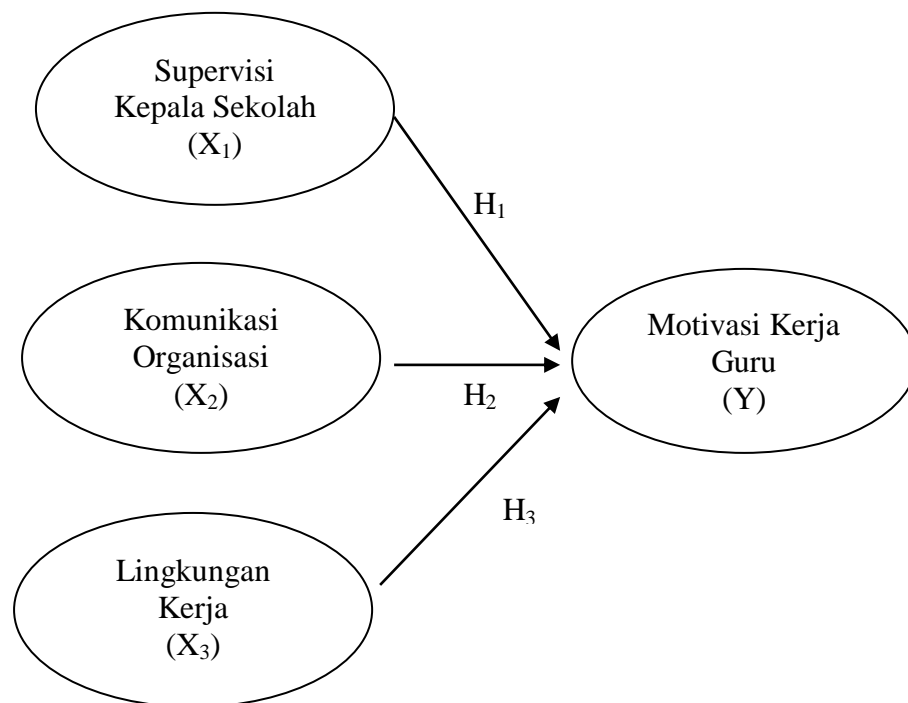 Supervisi
Kepala Sekolah
(X₁)
H₁
Komunikasi
Organisasi
(X₂)
H₂
Motivasi Kerja
Guru
(Y)
H₃
Lingkungan
Kerja
(X₃)